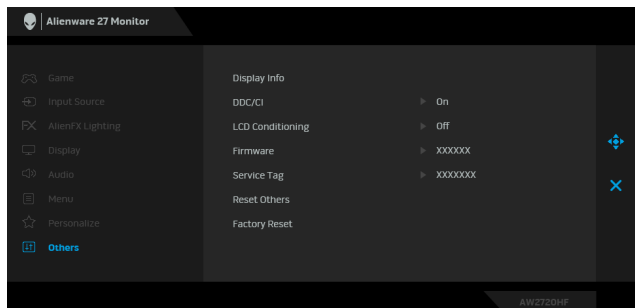 Alienware 27 Monitor
Game
Input Source
AlienFX Lighting
Display
Audio
Menu
Personalize
Others
Display Info
DDC/CI On
LCD Conditioning Off
Firmware XXXXXX
Service Tag XXXXXXX
Reset Others
Factory Reset
AW2720HF